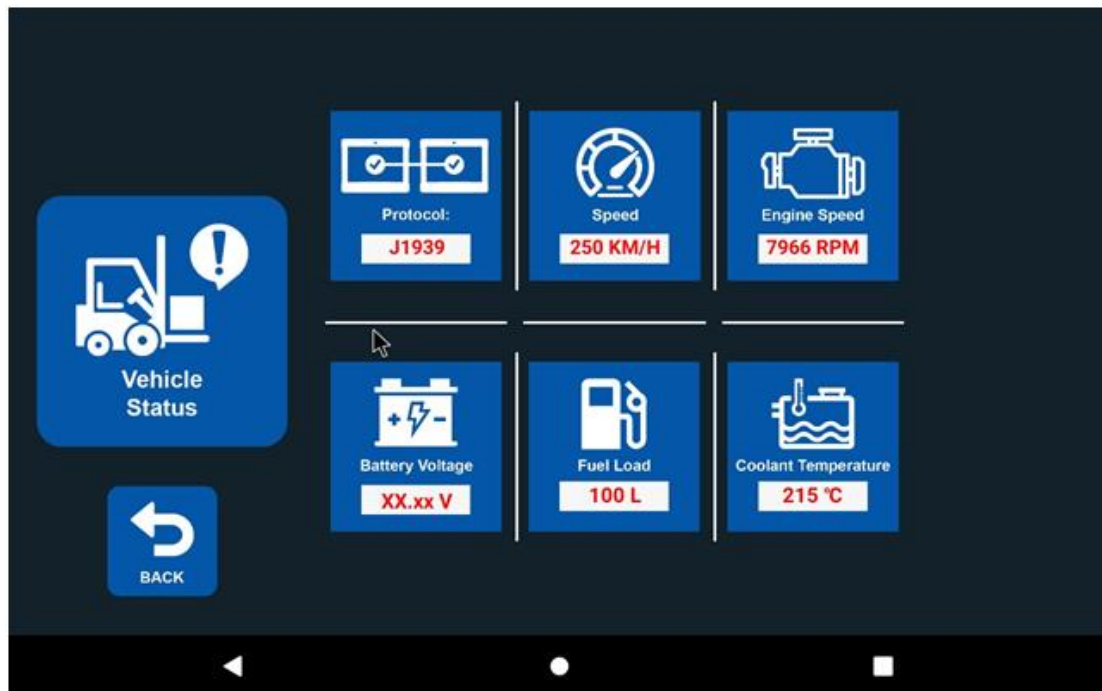 Protocol:
J1939
Speed
250 KM/H
Engine Speed
7966 RPM
Vehicle
Status
Battery Voltage
XX.xx V
Fuel Load
100 L
Coolant Temperature
215 ℃
BACK